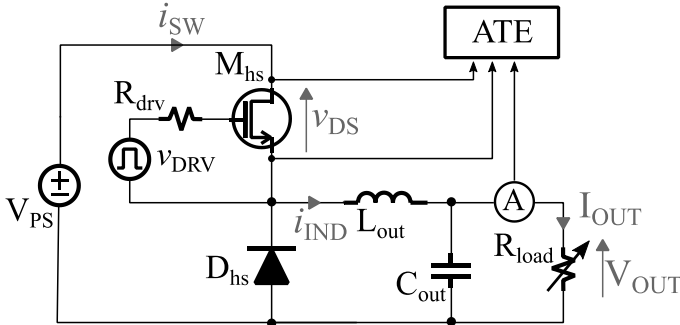 iSW
ATE
Mhs
Rdrv
vDS
vDRV
VPS
A
IOUT
iIND
Lout
Rload
Dhs
Cout
VOUT